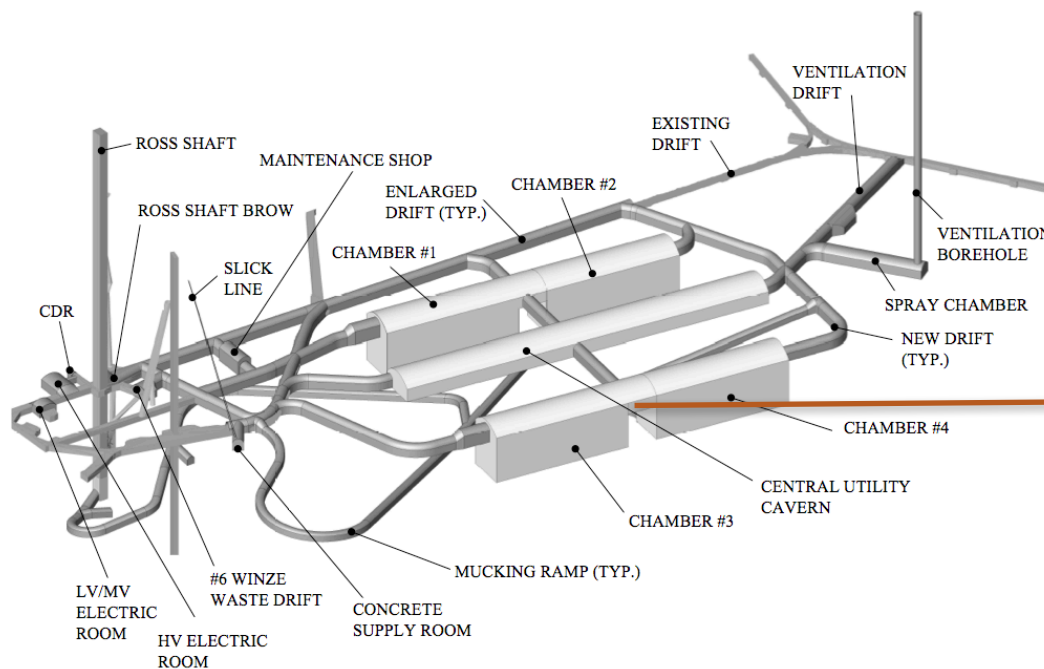 VENTILATION
DRIFT
EXISTING
DRIFT
ROSS SHAFT
MAINTENANCE SHOP
CHAMBER #2
ENLARGED
DRIFT (TYP.)
ROSS SHAFT BROW
CHAMBER #1
SLICK
LINE
VENTILATION
BOREHOLE
CDR
SPRAY CHAMBER
NEW DRIFT
(TYP.)
CHAMBER #4
CENTRAL UTILITY
CAVERN
CHAMBER #3
MUCKING RAMP (TYP.)
LV/MV
ELECTRIC
ROOM
#6 WINZE
WASTE DRIFT
CONCRETE
SUPPLY ROOM
HV ELECTRIC
ROOM